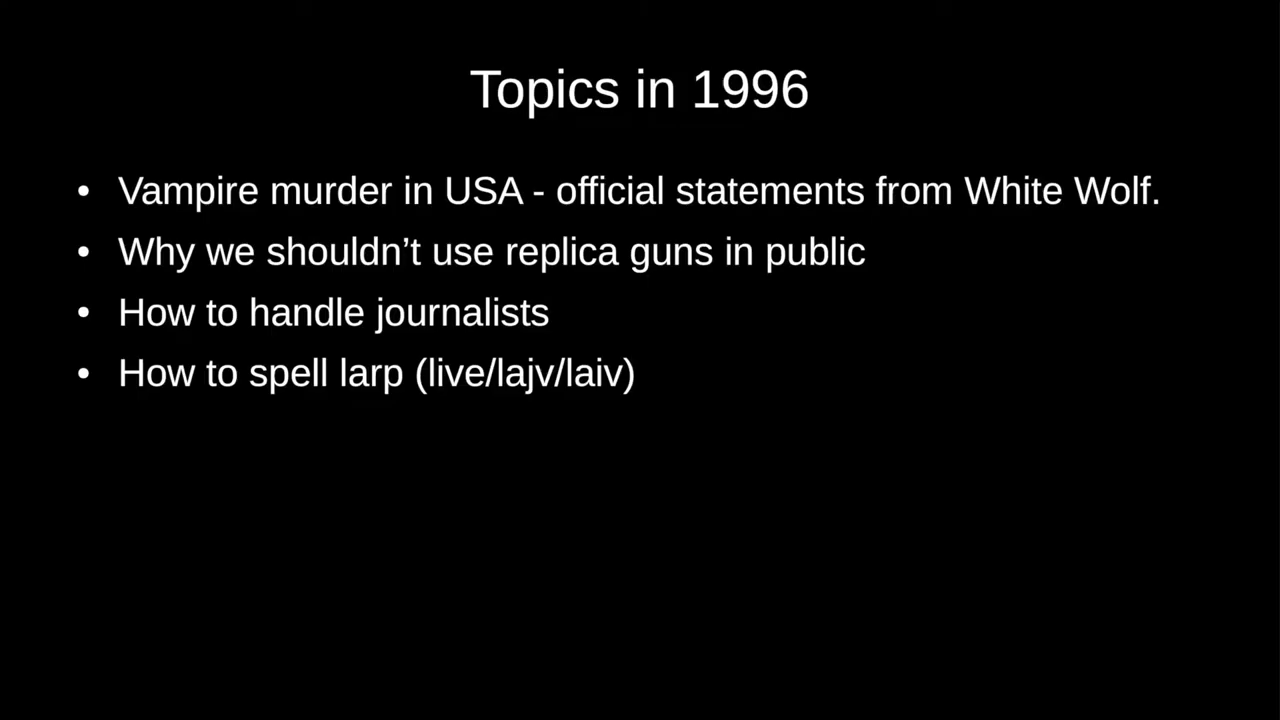 Topics in 1996
• Vampire murder in USA - official statements from White Wolf.
• Why we shouldn’t use replica guns in public
• How to handle journalists
• How to spell larp (live/lajv/laiv)